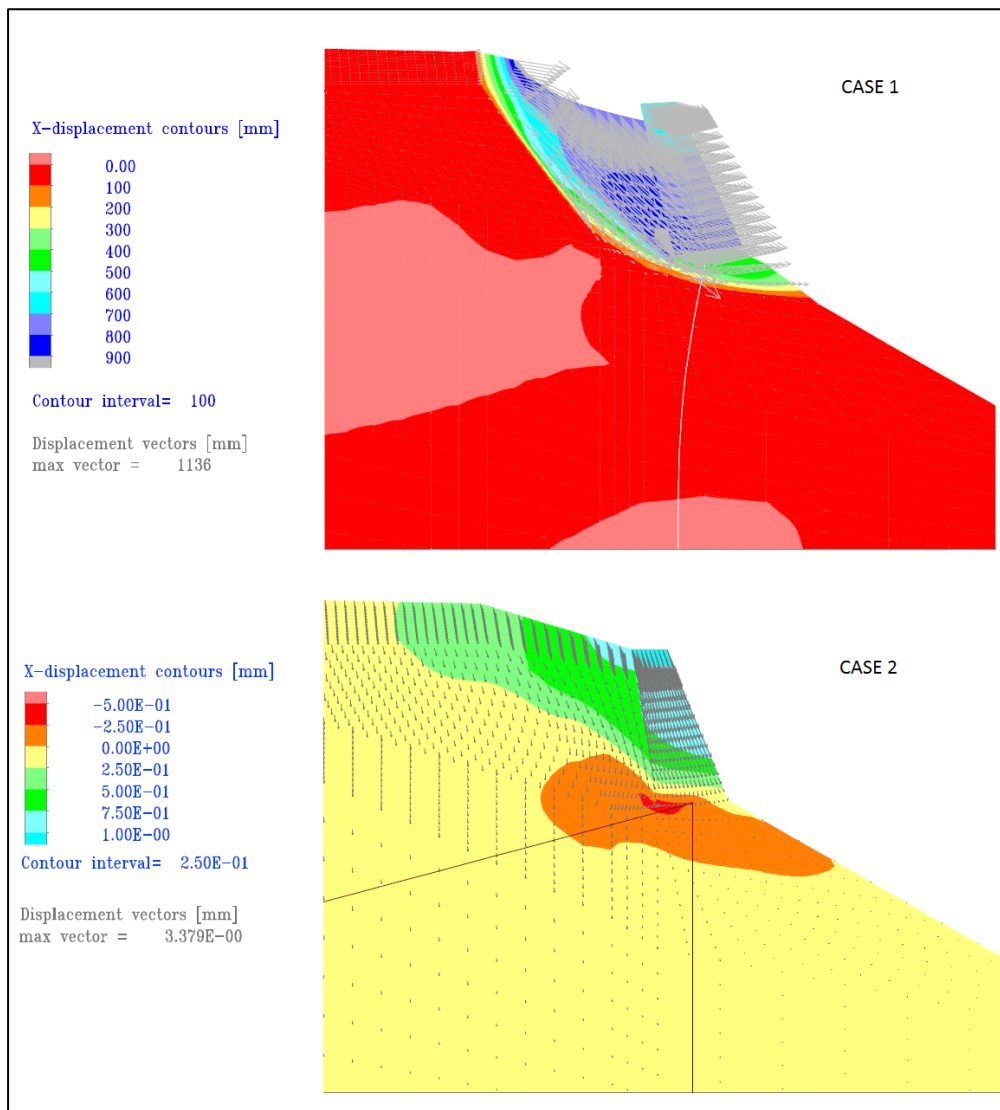 CASE 1
X-displacement contours [mm]
0.00
100
200
300
400
500
600
700
800
900
Contour interval= 100
Displacement vectors [mm]
max vector = 1136
CASE 2
X-displacement contours [mm]
-5.00E-01
-2.50E-01
0.00E+00
2.50E-01
5.00E-01
7.50E-01
1.00E-00
Contour interval= 2.50E-01
Displacement vectors [mm]
max vector = 3.379E-00